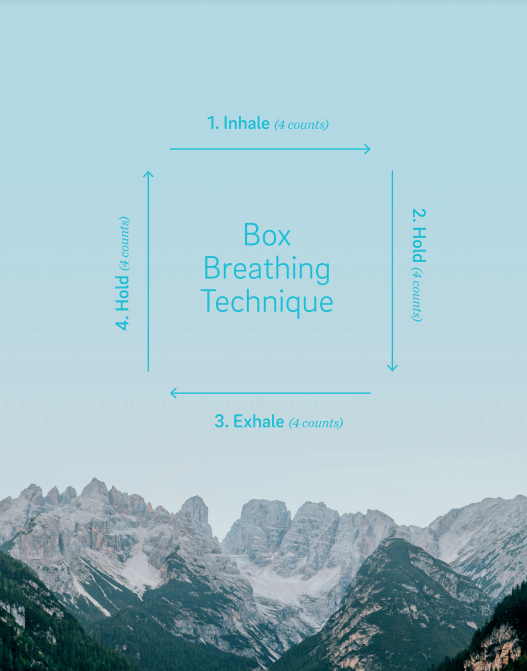 1. Inhale (4 counts)
2. Hold (4 counts)
Box
Breathing
Technique
4. Hold (4 counts)
3. Exhale (4 counts)